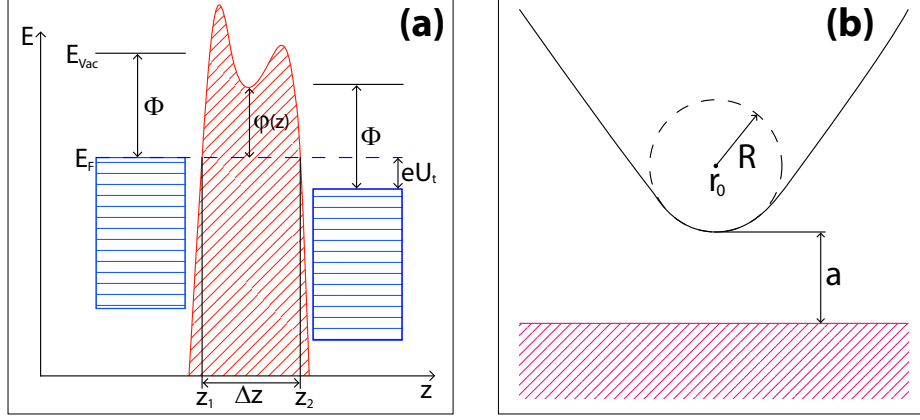 (a)
E
E_Vac
Φ
φ(z)
Φ
E_F
eU_t
z_1
Δz
z_2
z
(b)
R
r_0
a